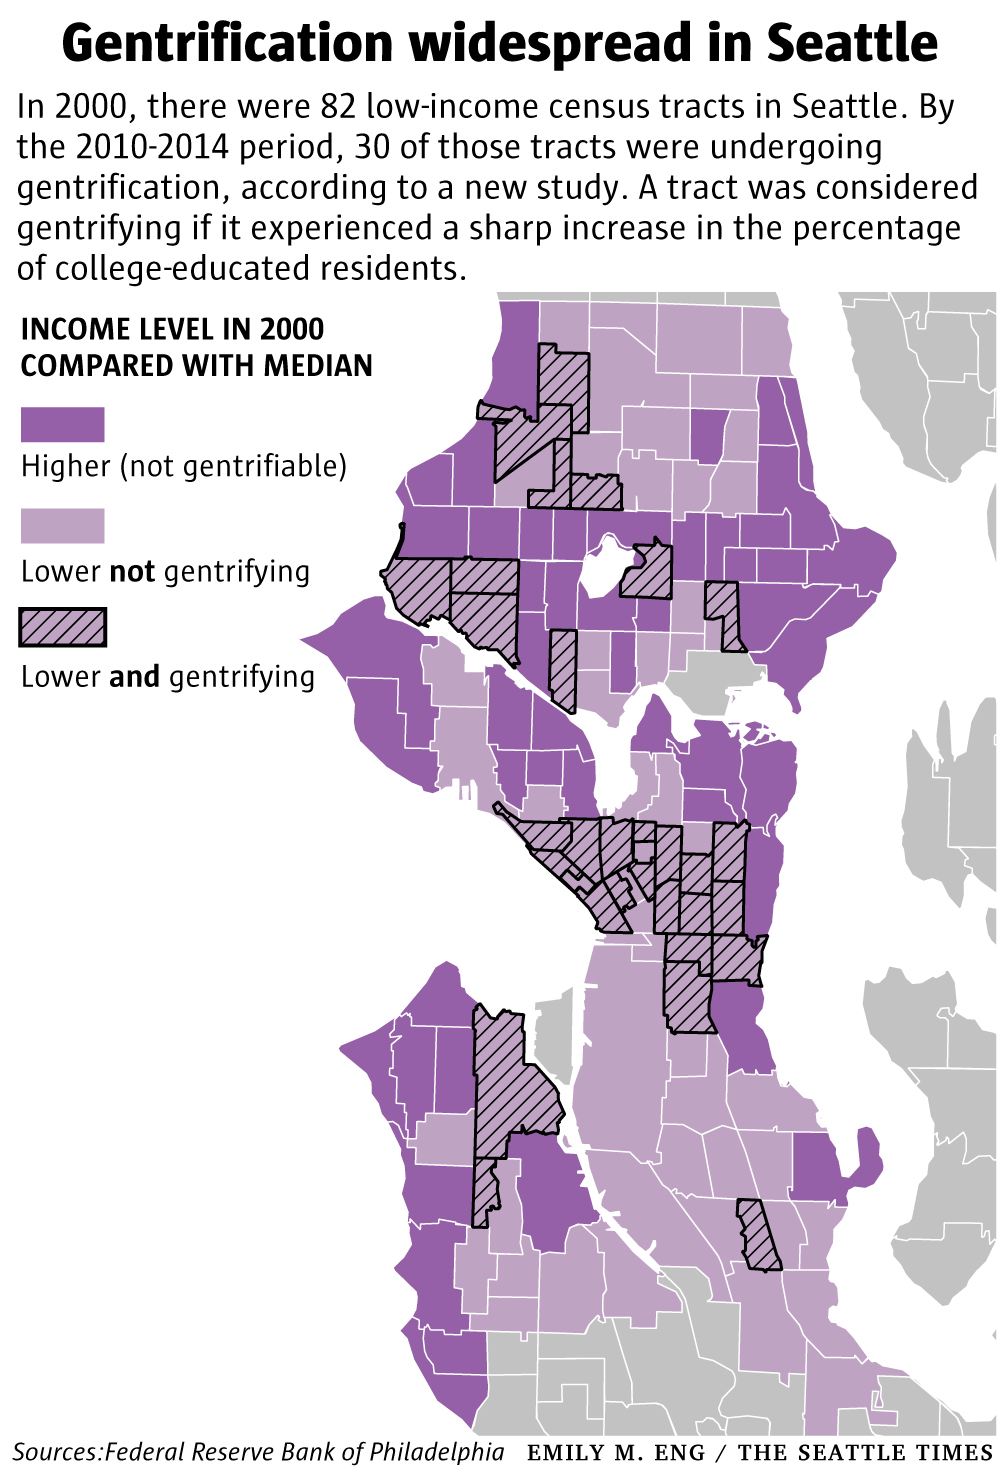 Gentrification widespread in Seattle
In 2000, there were 82 low-income census tracts in Seattle. By
the 2010-2014 period, 30 of those tracts were undergoing
gentrification, according to a new study. A tract was considered
gentrifying if it experienced a sharp increase in the percentage
of college-educated residents.
INCOME LEVEL IN 2000
COMPARED WITH MEDIAN
Higher (not gentrifiable)
Lower not gentrifying
Lower and gentrifying
Sources:Federal Reserve Bank of Philadelphia EMILY M. ENG / THE SEATTLE TIMES